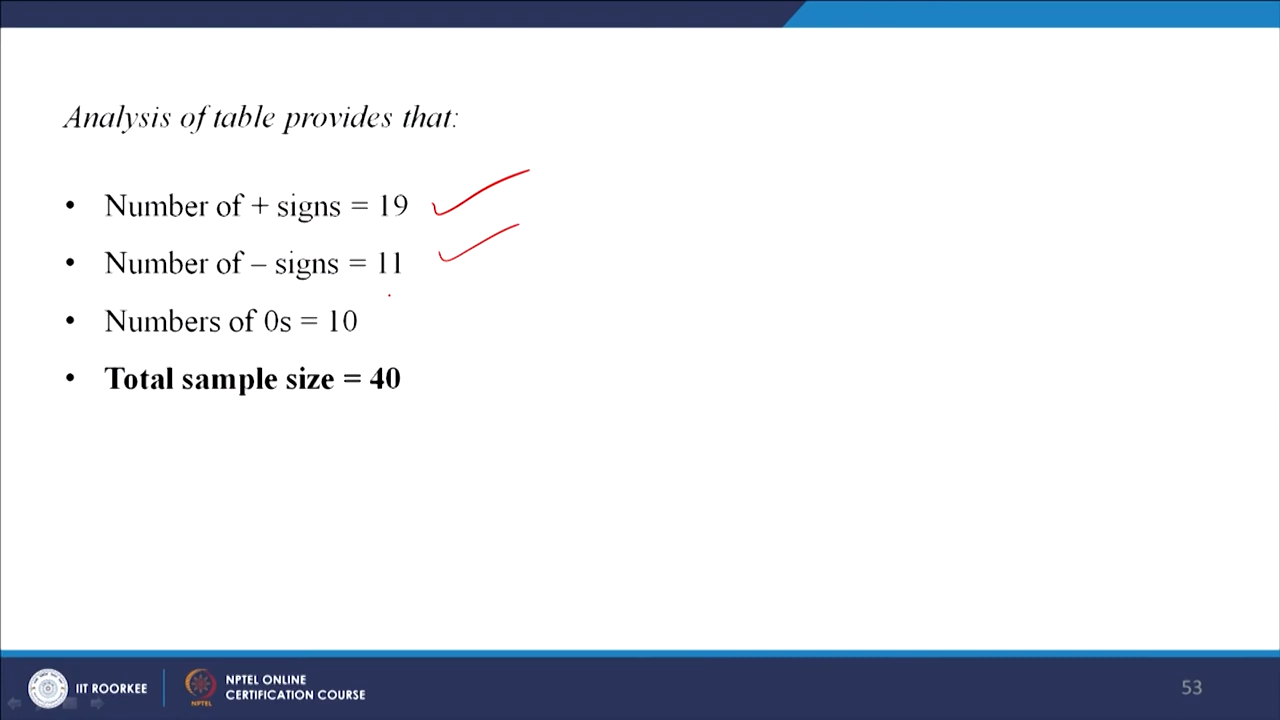 Analysis of table provides that:
• Number of + signs = 19
• Number of – signs = 11
• Numbers of 0s = 10
• Total sample size = 40
IIT ROORKEE
NPTEL
NPTEL ONLINE
CERTIFICATION COURSE
53